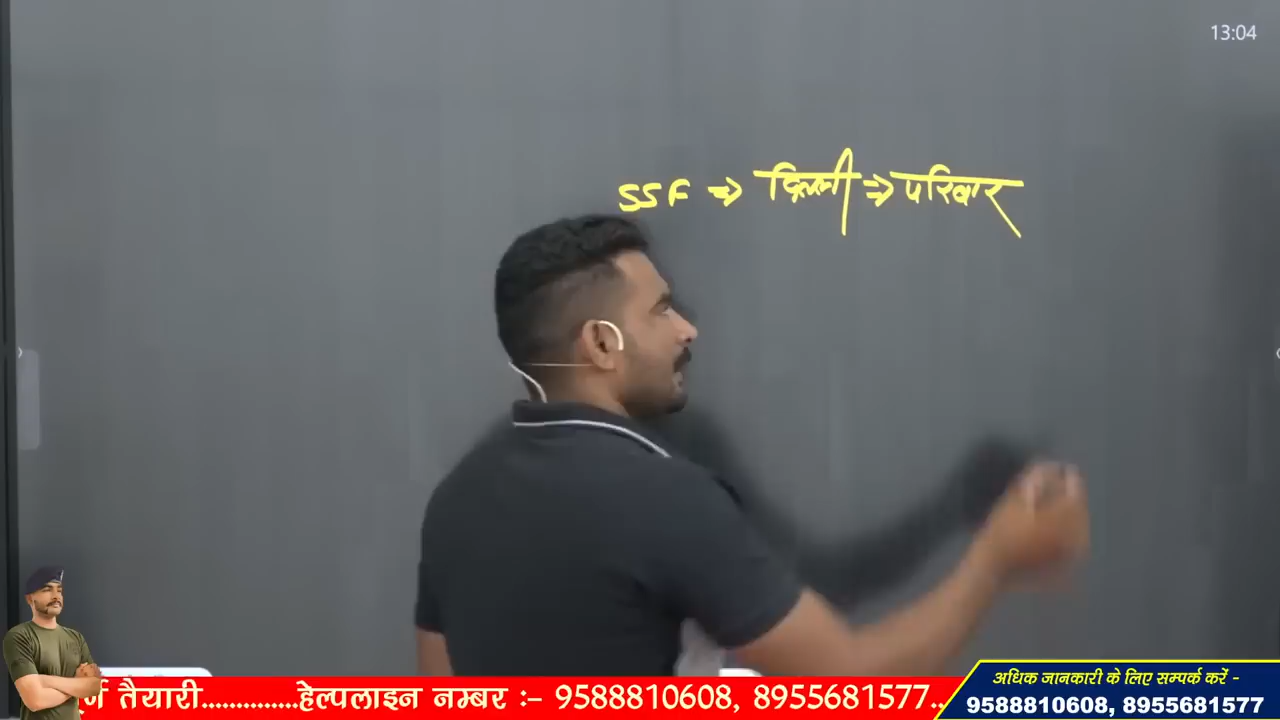 13:04
SSF ⇒ दिल्ली ⇒ परिवार
र्ण तैयारी..............हेल्पलाइन नम्बर :- 9588810608, 8955681577..
अधिक जानकारी के लिए सम्पर्क करें -
9588810608, 8955681577